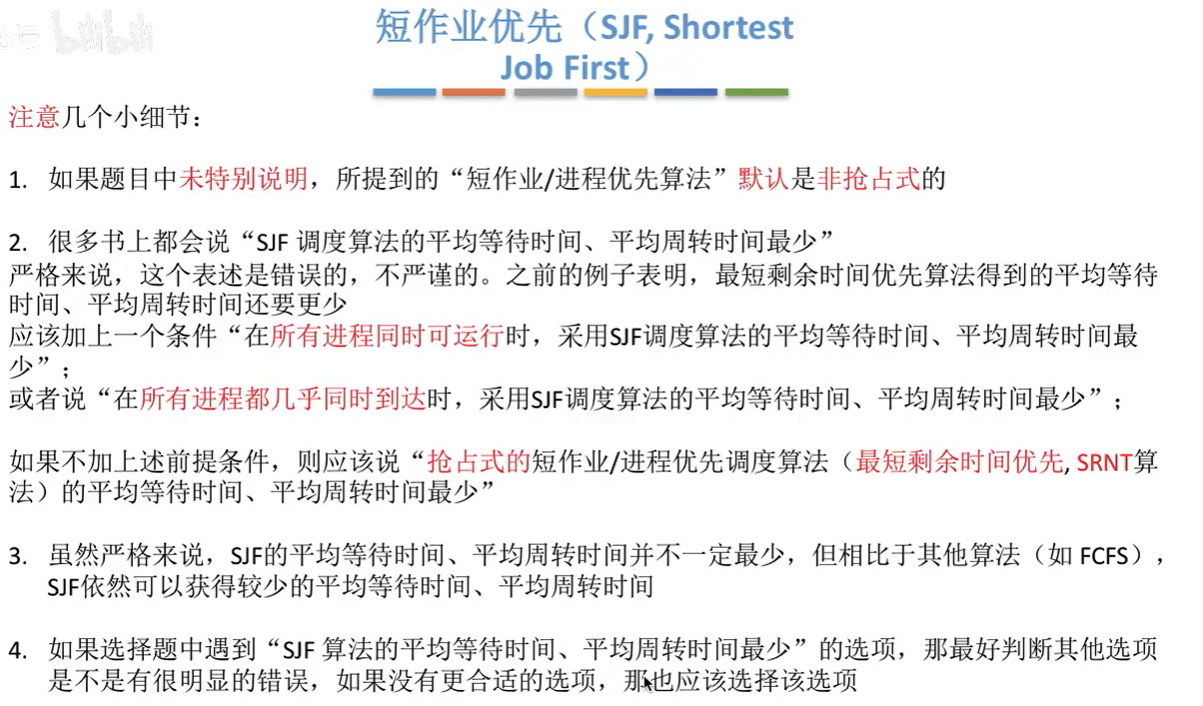 bilibili
短作业优先（SJF, Shortest
Job First）
注意几个小细节：
1. 如果题目中未特别说明，所提到的“短作业/进程优先算法”默认是非抢占式的
2. 很多书上都会说“SJF 调度算法的平均等待时间、平均周转时间最少”
严格来说，这个表述是错误的，不严谨的。之前的例子表明，最短剩余时间优先算法得到的平均等待
时间、平均周转时间还要更少
应该加上一个条件“在所有进程同时可运行时，采用SJF调度算法的平均等待时间、平均周转时间最
少”；
或者说“在所有进程都几乎同时到达时，采用SJF调度算法的平均等待时间、平均周转时间最少”；
如果不加上述前提条件，则应该说“抢占式的短作业/进程优先调度算法（最短剩余时间优先, SRNT算
法）的平均等待时间、平均周转时间最少”
3. 虽然严格来说，SJF的平均等待时间、平均周转时间并不一定最少，但相比于其他算法（如 FCFS），
SJF依然可以获得较少的平均等待时间、平均周转时间
4. 如果选择题中遇到“SJF 算法的平均等待时间、平均周转时间最少”的选项，那最好判断其他选项
是不是有很明显的错误，如果没有更合适的选项，那也应该选择该选项